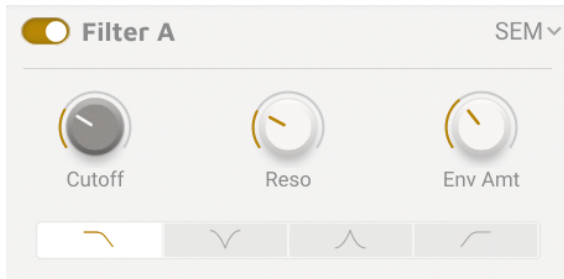 Filter A
SEM
Cutoff
Reso
Env Amt